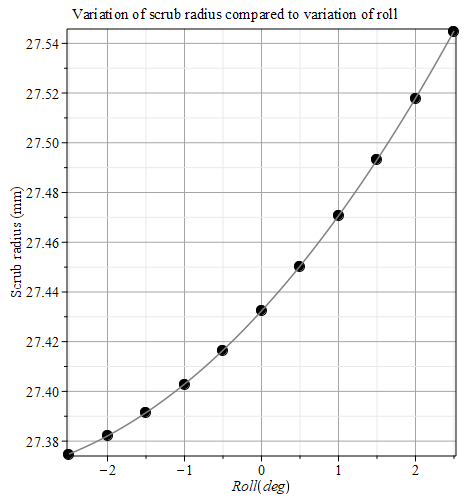 Variation of scrub radius compared to variation of roll
27.54
27.52
27.50
27.48
27.46
27.44
27.42
27.40
27.38
Scrub radius (mm)
−2 −1 0 1 2
Roll(deg)